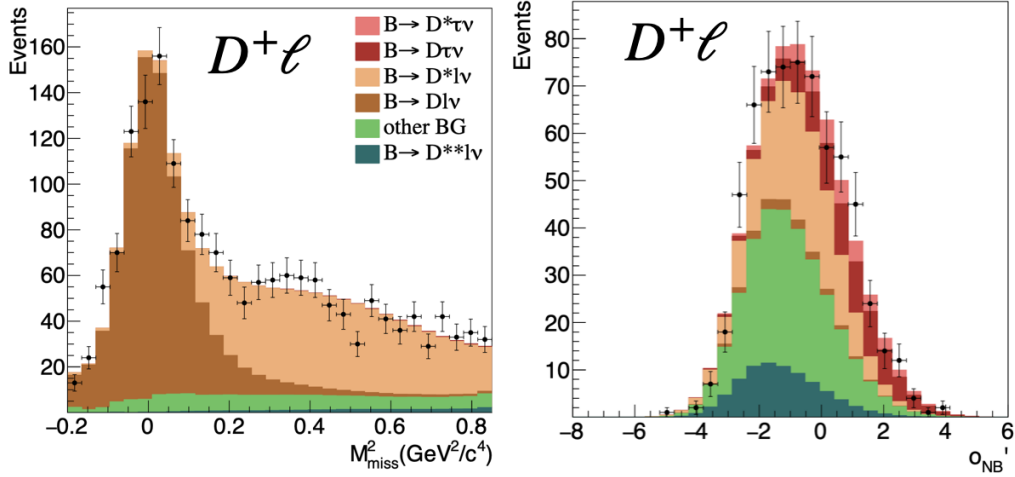 Events
160
140
120
100
80
60
40
20
D⁺ℓ
B→ D*τν
B→ Dτν
B→ D*lν
B→ Dlν
other BG
B→ D**lν
−0.2 0 0.2 0.4 0.6 0.8
M²miss(GeV²/c⁴)
Events
80
70
60
50
40
30
20
10
D⁺ℓ
−8 −6 −4 −2 0 2 4 6
oNB'